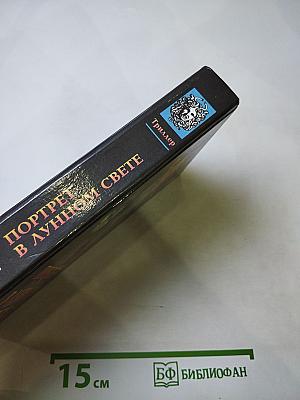 Триллер
ПОРТРЕТ
В ЛУННОМ СВЕТЕ
15 см
БФ БИБЛИОФАН